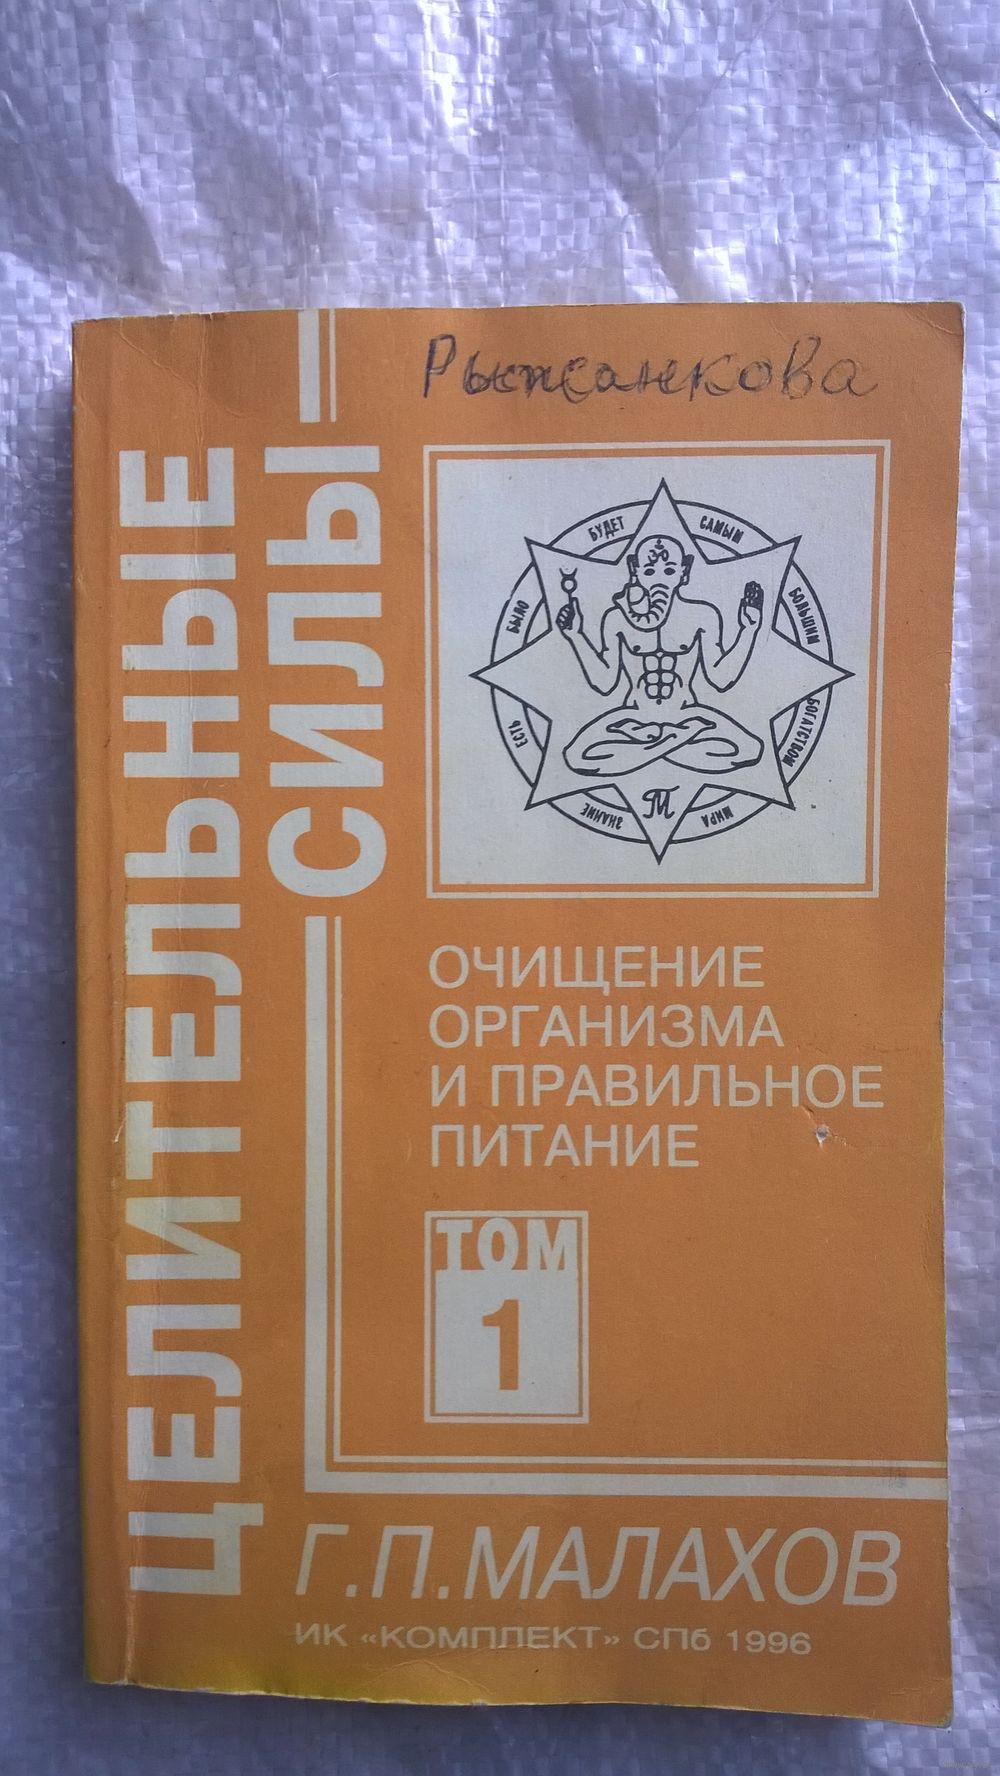 Рыжанкова
ЦЕЛИТЕЛЬНЫЕ
СИЛЫ
ЗНАНИЕ ЕСТЬ БЫЛО БУДЕТ САМЫМ БОЛЬШИМ БОГАТСТВОМ МИРА
М
ОЧИЩЕНИЕ
ОРГАНИЗМА
И ПРАВИЛЬНОЕ
ПИТАНИЕ
ТОМ
1
Г.П.МАЛАХОВ
ИК «КОМПЛЕКТ» СПб 1996